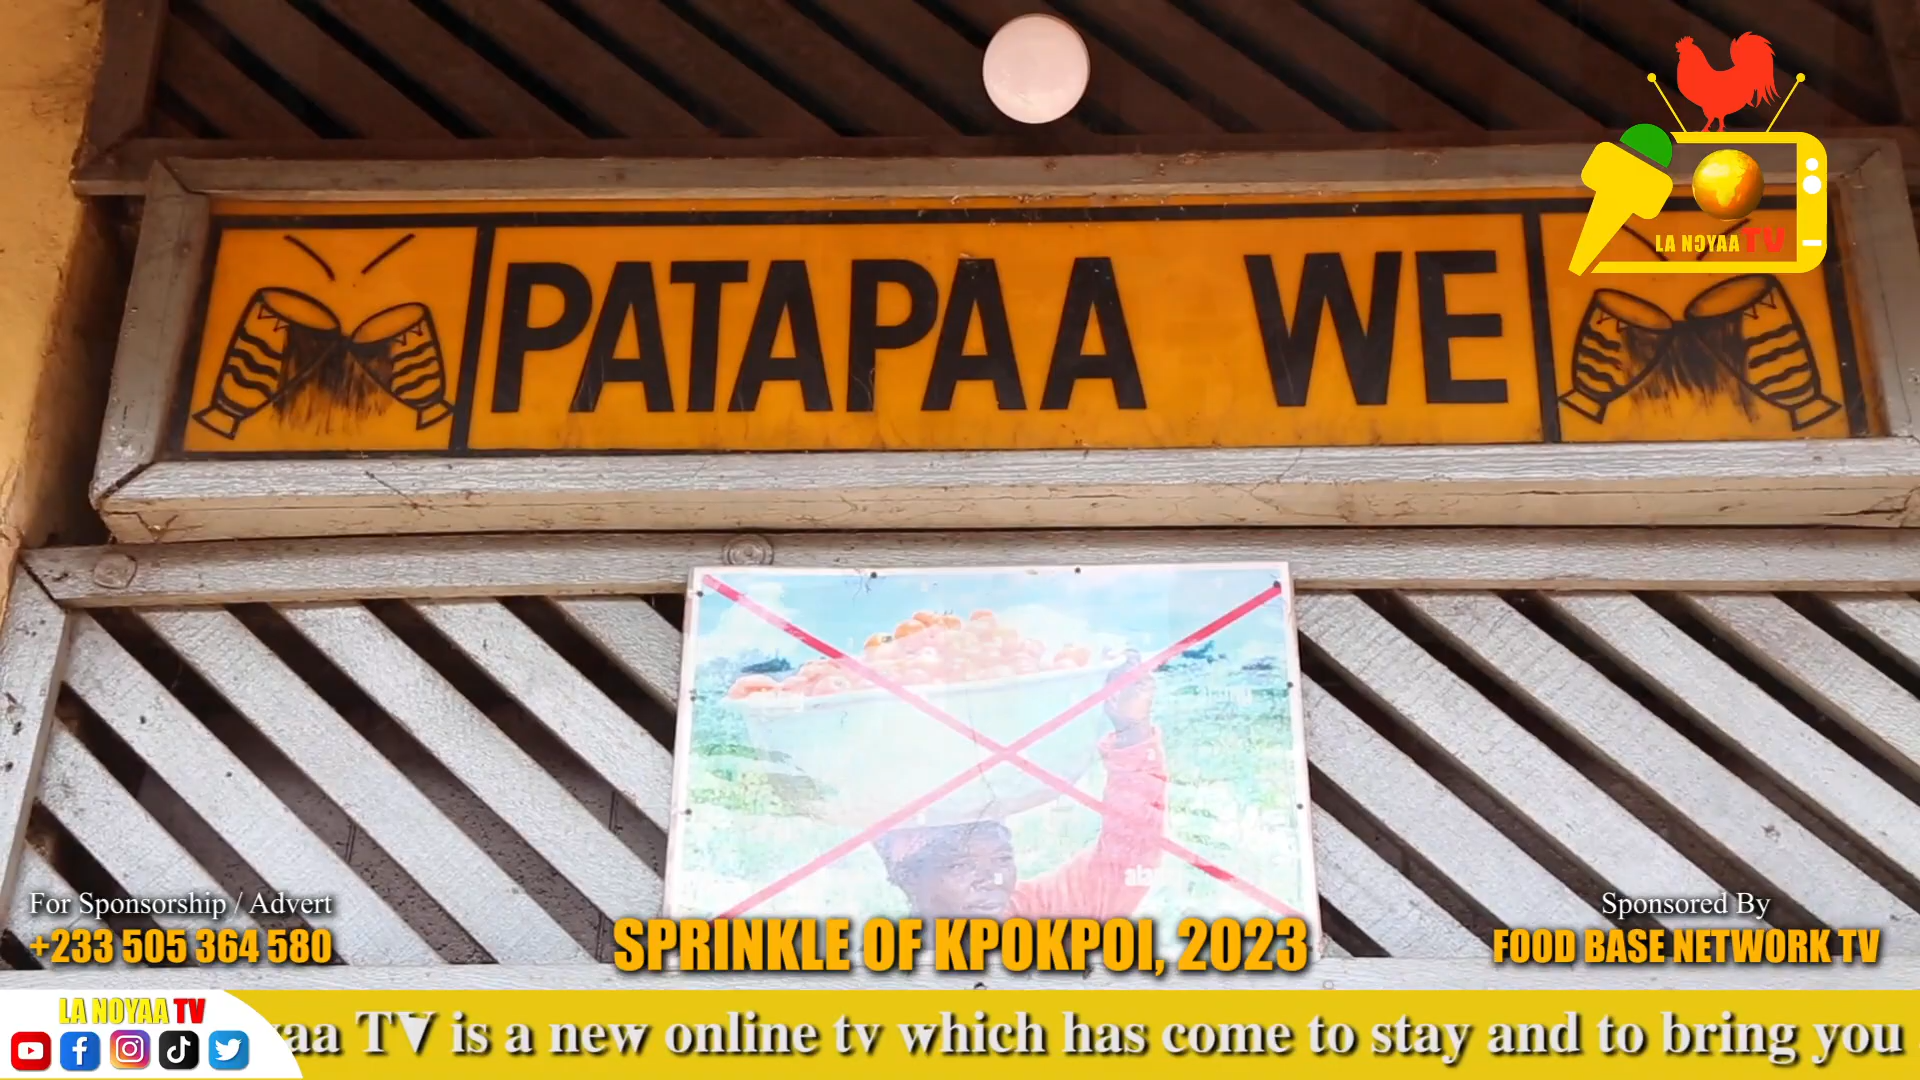 LA NƆYAA TV
PATAPAA WE
For Sponsorship / Advert
+233 505 364 580
SPRINKLE OF KPOKPOI, 2023
Sponsored By
FOOD BASE NETWORK TV
LA NOYAA TV
yaa TV is a new online tv which has come to stay and to bring you